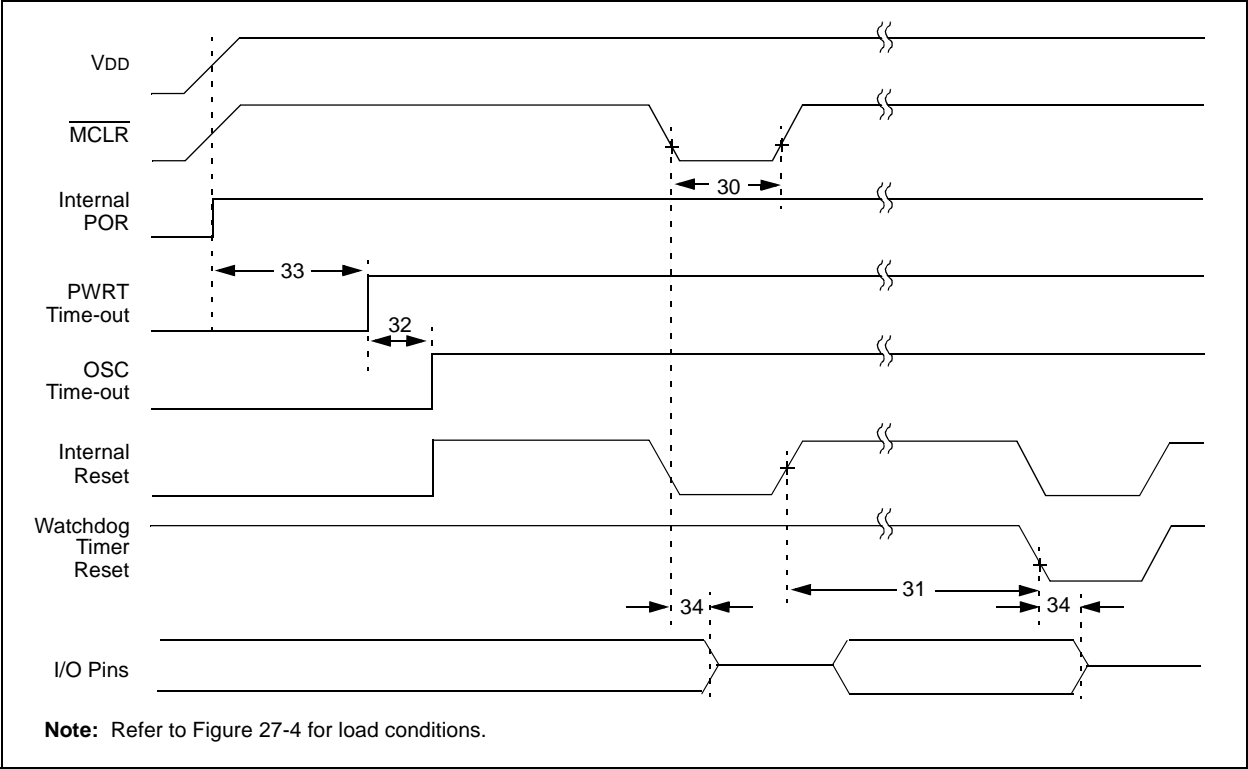 VDD
MCLR
30
Internal
POR
33
PWRT
Time-out
32
OSC
Time-out
Internal
Reset
Watchdog
Timer
Reset
31
34
34
I/O Pins
Note: Refer to Figure 27-4 for load conditions.